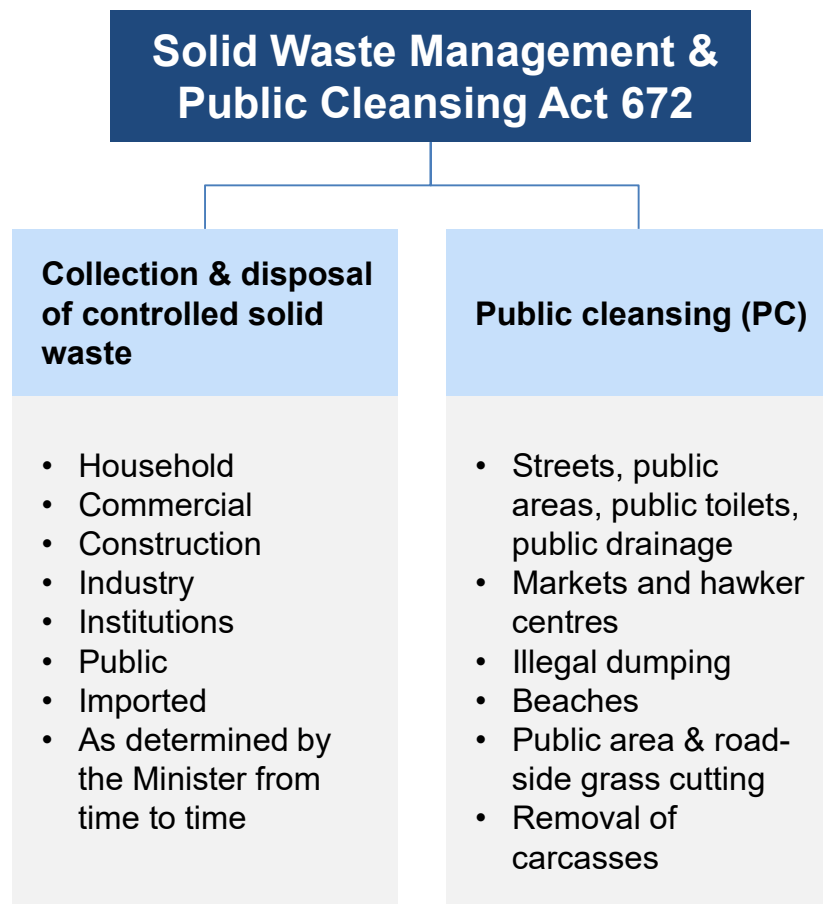 Solid Waste Management &
Public Cleansing Act 672
Collection & disposal
of controlled solid
waste
• Household
• Commercial
• Construction
• Industry
• Institutions
• Public
• Imported
• As determined by
the Minister from
time to time
Public cleansing (PC)
• Streets, public
areas, public toilets,
public drainage
• Markets and hawker
centres
• Illegal dumping
• Beaches
• Public area & road-
side grass cutting
• Removal of
carcasses